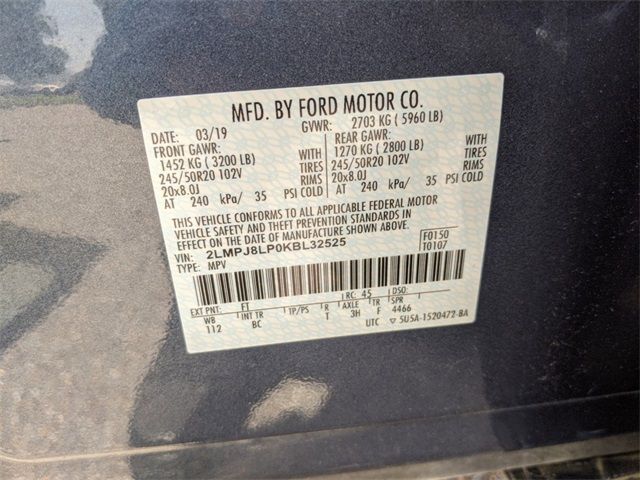 MFD. BY FORD MOTOR CO.
DATE: 03/19 GVWR: 2703 KG ( 5960 LB)
FRONT GAWR: REAR GAWR:
1452 KG ( 3200 LB) WITH 1270 KG ( 2800 LB) WITH
245/50R20 102V TIRES 245/50R20 102V TIRES
20x8.0J RIMS 20x8.0J RIMS
AT 240 kPa/ 35 PSI COLD AT 240 kPa/ 35 PSI COLD
THIS VEHICLE CONFORMS TO ALL APPLICABLE FEDERAL MOTOR
VEHICLE SAFETY AND THEFT PREVENTION STANDARDS IN
EFFECT ON THE DATE OF MANUFACTURE SHOWN ABOVE. F0150
VIN: 2LMPJ8LP0KBL32525 T0107
TYPE: MPV
EXT PNT: FT RC: 45 DSO:
WB INT TR TP/PS R AXLE TR SPR
112 BC T 3H F 4466
UTC ▽ 5U5A-1520472-BA